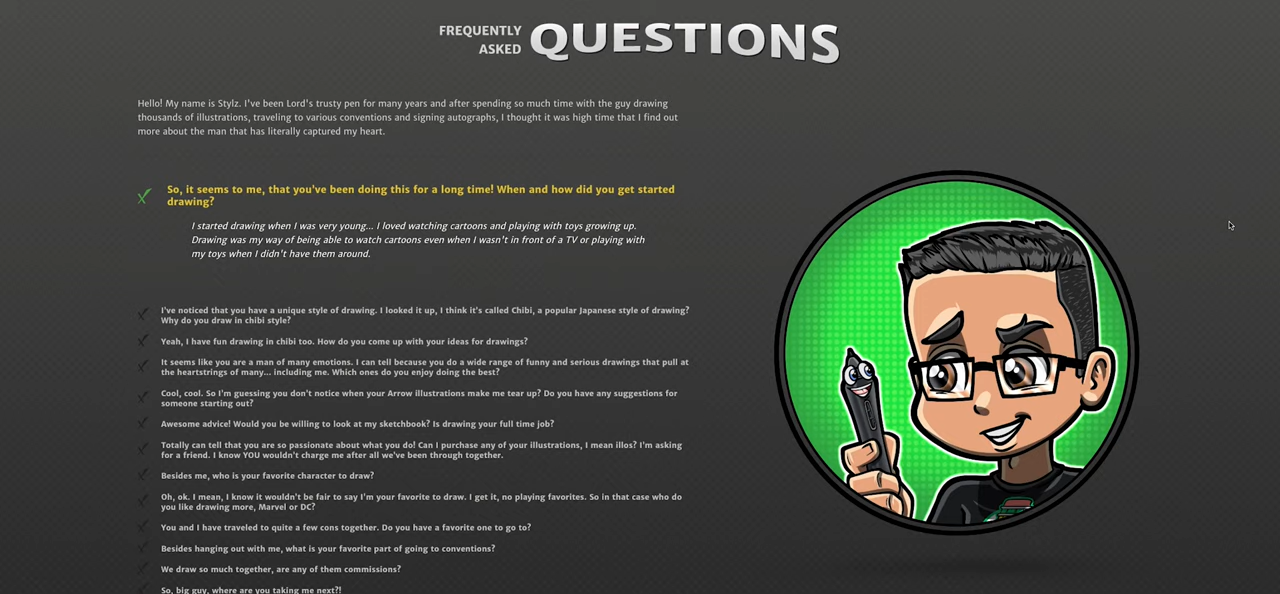 FREQUENTLY
ASKED
QUESTIONS
Hello! My name is Stylz. I've been Lord's trusty pen for many years and after spending so much time with the guy drawing
thousands of illustrations, traveling to various conventions and signing autographs, I thought it was high time that I find out
more about the man that has literally captured my heart.
So, it seems to me, that you've been doing this for a long time! When and how did you get started
drawing?
I started drawing when I was very young... I loved watching cartoons and playing with toys growing up.
Drawing was my way of being able to watch cartoons even when I wasn't in front of a TV or playing with
my toys when I didn't have them around.
I've noticed that you have a unique style of drawing. I looked it up, I think it's called Chibi, a popular Japanese style of drawing?
Why do you draw in chibi style?
Yeah, I have fun drawing in chibi too. How do you come up with your ideas for drawings?
It seems like you are a man of many emotions. I can tell because you do a wide range of funny and serious drawings that pull at
the heartstrings of many... including me. Which ones do you enjoy doing the best?
Cool, cool. So I'm guessing you don't notice when your Arrow illustrations make me tear up? Do you have any suggestions for
someone starting out?
Awesome advice! Would you be willing to look at my sketchbook? Is drawing your full time job?
Totally can tell that you are so passionate about what you do! Can I purchase any of your illustrations, I mean illos? I'm asking
for a friend. I know YOU wouldn't charge me after all we've been through together.
Besides me, who is your favorite character to draw?
Oh, ok. I mean, I know it wouldn't be fair to say I'm your favorite to draw. I get it, no playing favorites. So in that case who do
you like drawing more, Marvel or DC?
You and I have traveled to quite a few cons together. Do you have a favorite one to go to?
Besides hanging out with me, what is your favorite part of going to conventions?
We draw so much together, are any of them commissions?
So, big guy, where are you taking me next?!